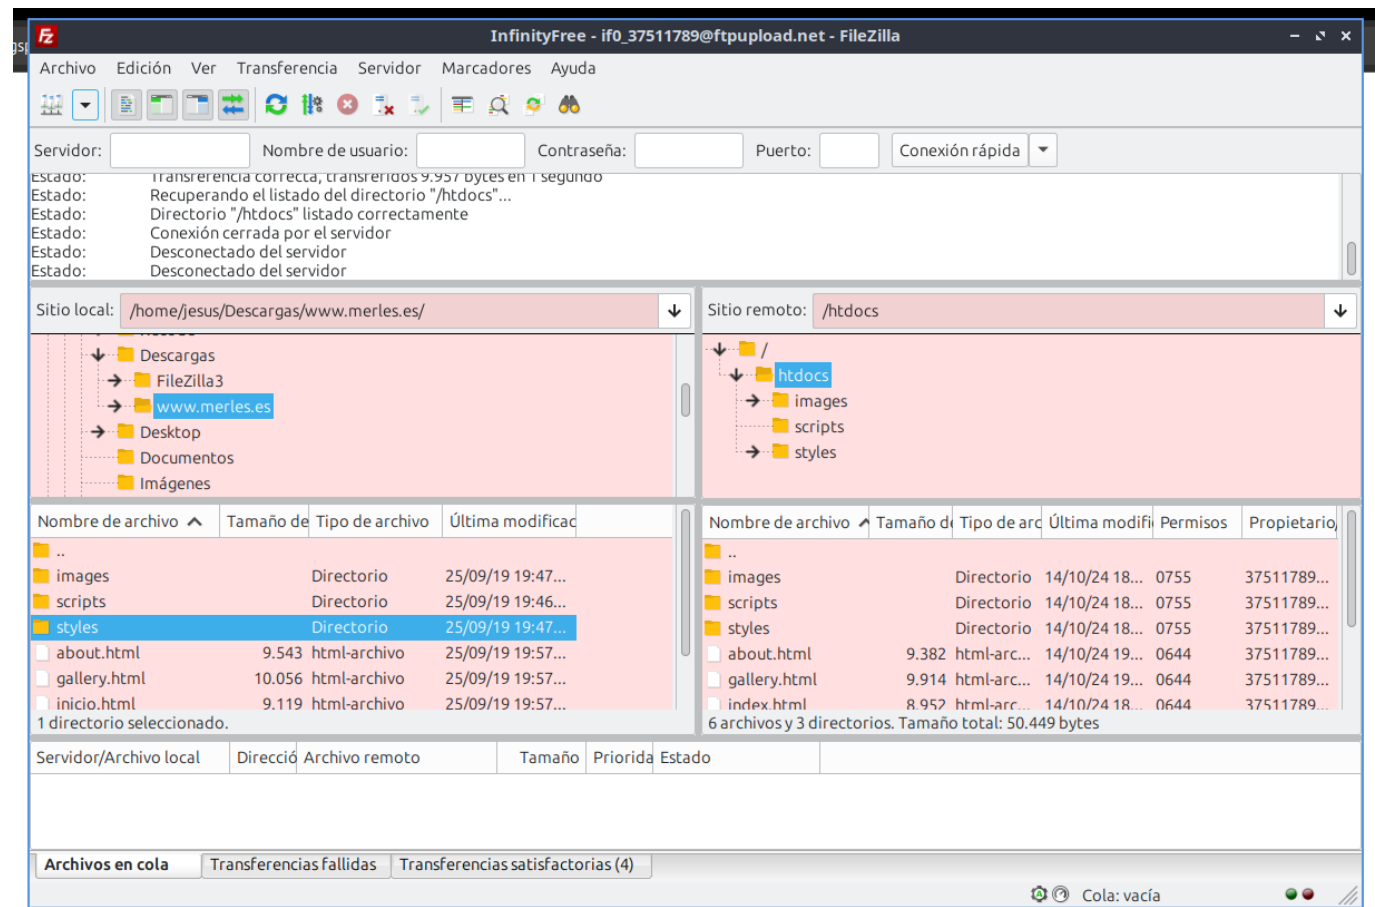 InfinityFree - if0_37511789@ftpupload.net - FileZilla
Archivo Edición Ver Transferencia Servidor Marcadores Ayuda
Servidor: Nombre de usuario: Contraseña: Puerto: Conexión rápida
Estado: Transferencia correcta, transferidos 9.957 bytes en 1 segundo
Estado: Recuperando el listado del directorio "/htdocs"...
Estado: Directorio "/htdocs" listado correctamente
Estado: Conexión cerrada por el servidor
Estado: Desconectado del servidor
Estado: Desconectado del servidor
Sitio local: /home/jesus/Descargas/www.merles.es/
Descargas
FileZilla3
www.merles.es
Desktop
Documentos
Imágenes
Sitio remoto: /htdocs
/
htdocs
images
scripts
styles
Nombre de archivo Tamaño de Tipo de archivo Última modificac
..
images Directorio 25/09/19 19:47...
scripts Directorio 25/09/19 19:46...
styles Directorio 25/09/19 19:47...
about.html 9.543 html-archivo 25/09/19 19:57...
gallery.html 10.056 html-archivo 25/09/19 19:57...
inicio.html 9.119 html-archivo 25/09/19 19:57...
1 directorio seleccionado.
Nombre de archivo Tamaño d Tipo de arc Última modifi Permisos Propietario/
..
images Directorio 14/10/24 18... 0755 37511789...
scripts Directorio 14/10/24 18... 0755 37511789...
styles Directorio 14/10/24 18... 0755 37511789...
about.html 9.382 html-arc... 14/10/24 19... 0644 37511789...
gallery.html 9.914 html-arc... 14/10/24 19... 0644 37511789...
index.html 8.952 html-arc... 14/10/24 18... 0644 37511789...
6 archivos y 3 directorios. Tamaño total: 50.449 bytes
Servidor/Archivo local Direcció Archivo remoto Tamaño Priorida Estado
Archivos en cola Transferencias fallidas Transferencias satisfactorias (4)
Cola: vacía